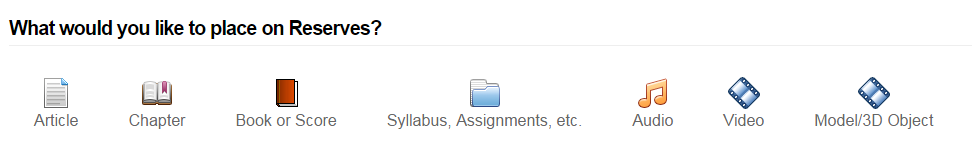 What would you like to place on Reserves?
Article Chapter Book or Score Syllabus, Assignments, etc. Audio Video Model/3D Object